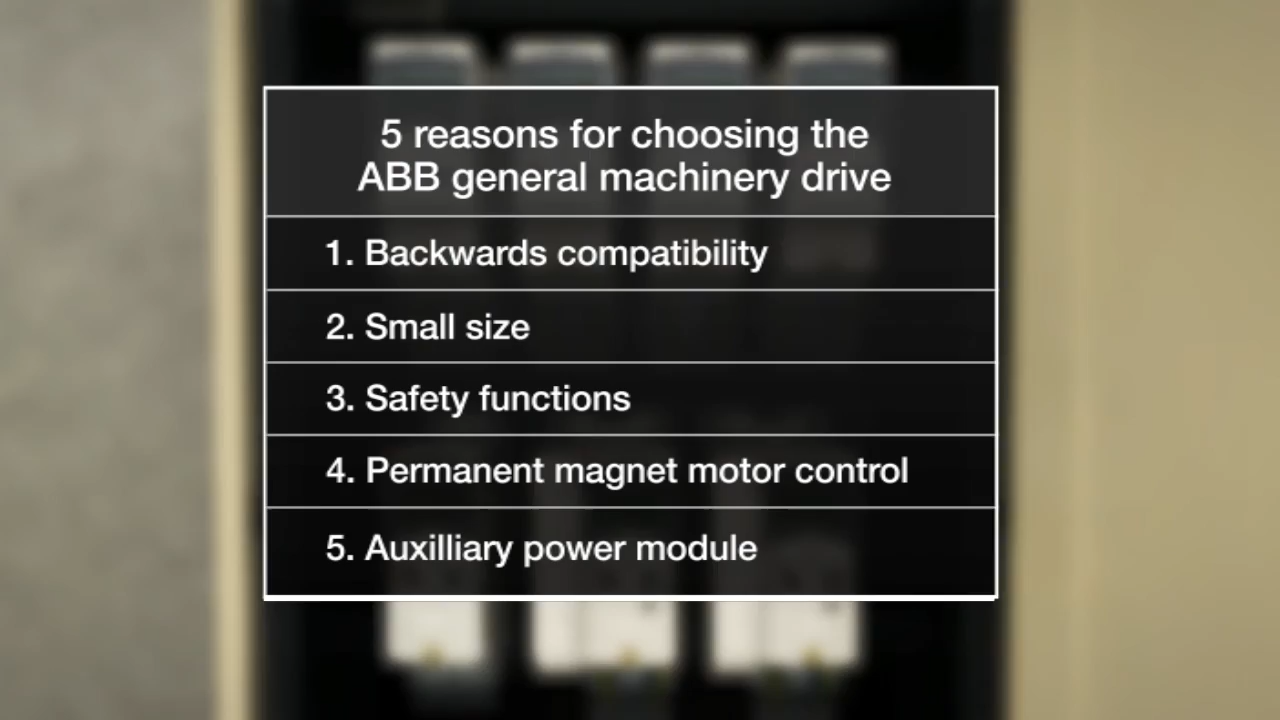 5 reasons for choosing the
ABB general machinery drive
1. Backwards compatibility
2. Small size
3. Safety functions
4. Permanent magnet motor control
5. Auxilliary power module